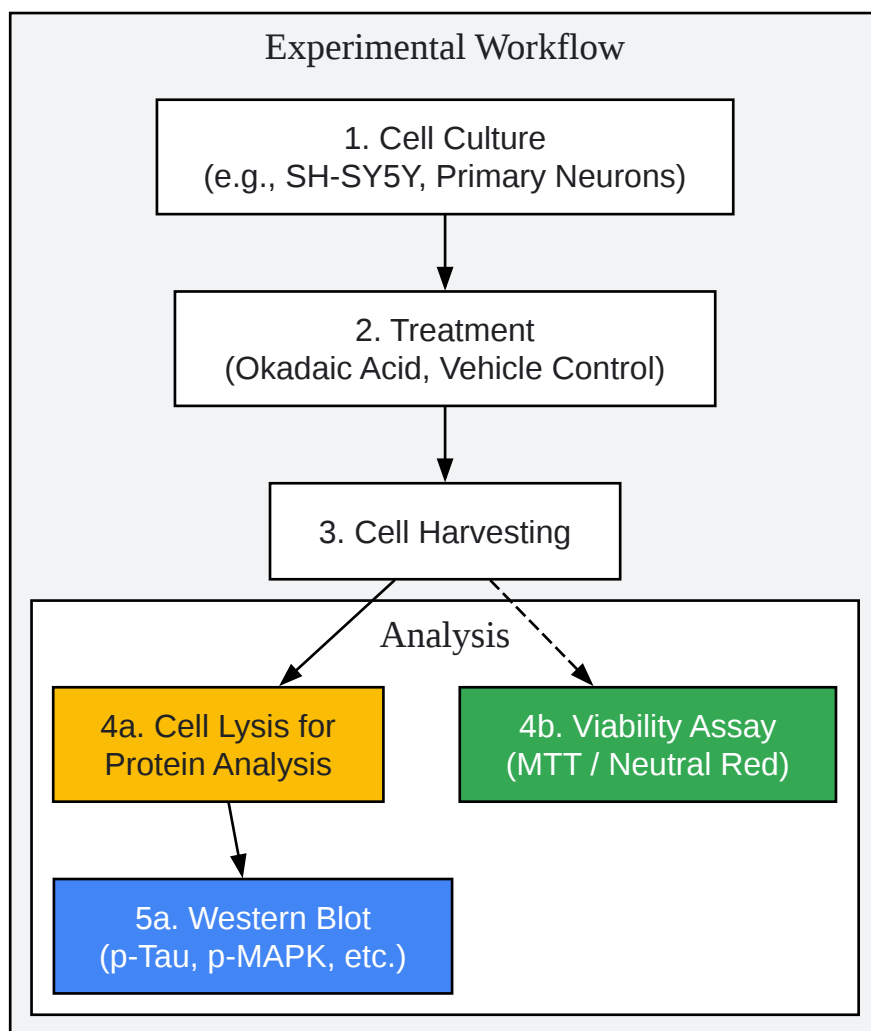 Experimental Workflow
1. Cell Culture
(e.g., SH-SY5Y, Primary Neurons)
2. Treatment
(Okadaic Acid, Vehicle Control)
3. Cell Harvesting
Analysis
4a. Cell Lysis for
Protein Analysis
4b. Viability Assay
(MTT / Neutral Red)
5a. Western Blot
(p-Tau, p-MAPK, etc.)